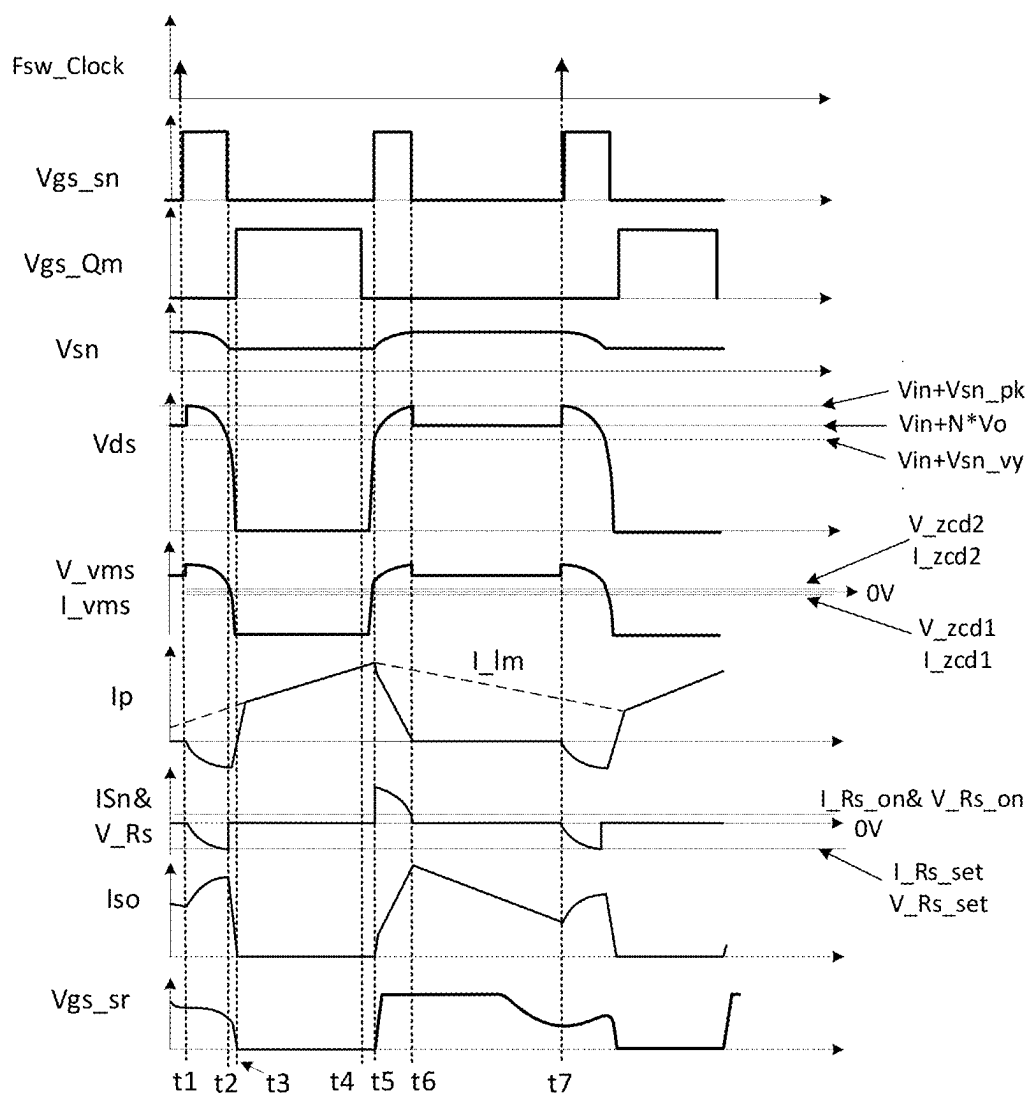 Fsw_Clock
Vgs_sn
Vgs_Qm
Vsn
Vds
Vin+Vsn_pk
Vin+N*Vo
Vin+Vsn_vy
V_vms
I_vms
V_zcd2
I_zcd2
0V
V_zcd1
I_zcd1
Ip
I_lm
ISn&
V_Rs
I_Rs_on& V_Rs_on
0V
I_Rs_set
V_Rs_set
Iso
Vgs_sr
t1 t2 t3 t4 t5 t6 t7